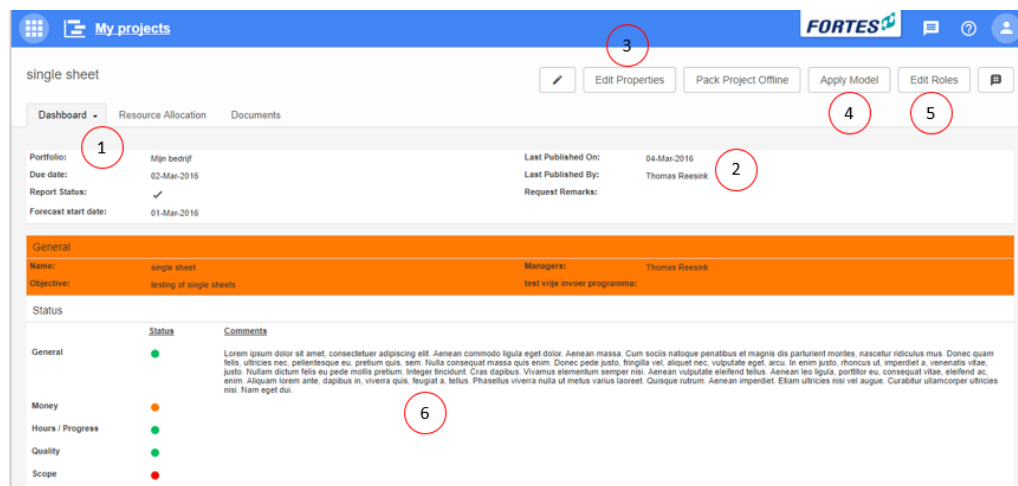 My projects
FORTES
3
single sheet
Edit Properties
Pack Project Offline
Apply Model
Edit Roles
Dashboard
Resource Allocation
Documents
4
5
1
2
Portfolio: Mijn bedrijf
Last Published On: 04-Mar-2016
Due date: 02-Mar-2016
Last Published By: Thomas Reesink
Report Status:
Request Remarks:
Forecast start date: 01-Mar-2016
General
Name: single sheet
Managers: Thomas Reesink
Objective: testing of single sheets
test vrije invoer programma:
Status
Status Comments
General
Lorem ipsum dolor sit amet, consectetuer adipiscing elit. Aenean commodo ligula eget dolor. Aenean massa. Cum sociis natoque penatibus et magnis dis parturient montes, nascetur ridiculus mus. Donec quam
felis, ultricies nec, pellentesque eu, pretium quis, sem. Nulla consequat massa quis enim. Donec pede justo, fringilla vel, aliquet nec, vulputate eget, arcu. In enim justo, rhoncus ut, imperdiet a, venenatis vitae,
justo. Nullam dictum felis eu pede mollis pretium. Integer tincidunt. Cras dapibus. Vivamus elementum semper nisi. Aenean vulputate eleifend tellus. Aenean leo ligula, porttitor eu, consequat vitae, eleifend ac,
enim. Aliquam lorem ante, dapibus in, viverra quis, feugiat a, tellus. Phasellus viverra nulla ut metus varius laoreet. Quisque rutrum. Aenean imperdiet. Etiam ultricies nisi vel augue. Curabitur ullamcorper ultricies
nisi. Nam eget dui.
Money
6
Hours / Progress
Quality
Scope